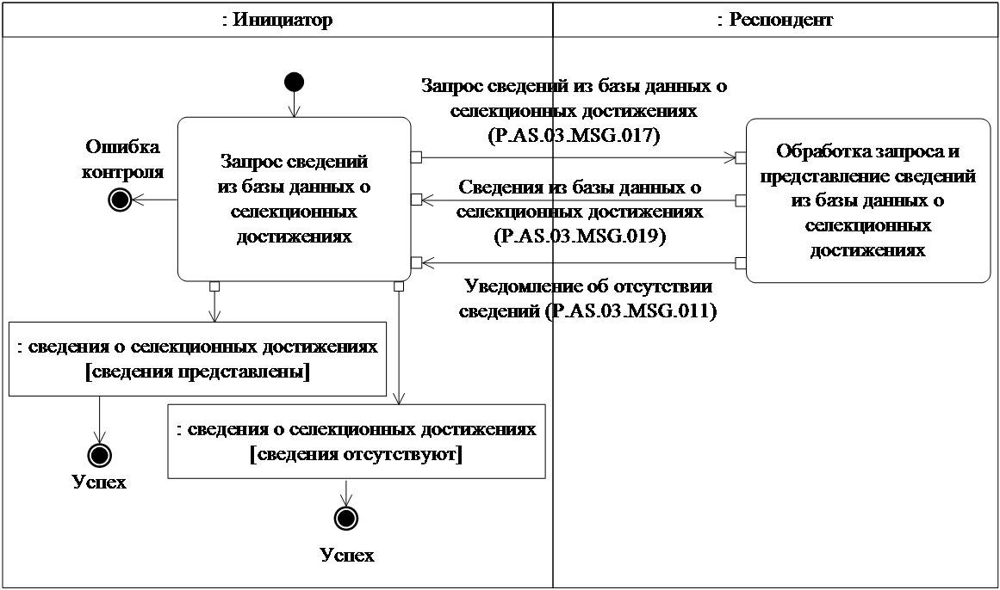 : Инициатор
: Респондент
Запрос сведений из базы данных о
селекционных достижениях
(P.AS.03.MSG.017)
Ошибка
контроля
Запрос сведений
из базы данных о
селекционных
достижениях
Обработка запроса и
представление сведений
из базы данных о
селекционных
достижениях
Сведения из базы данных о
селекционных достижениях
(P.AS.03.MSG.019)
Уведомление об отсутствии
сведений (P.AS.03.MSG.011)
: сведения о селекционных достижениях
[сведения представлены]
: сведения о селекционных достижениях
[сведения отсутствуют]
Успех
Успех